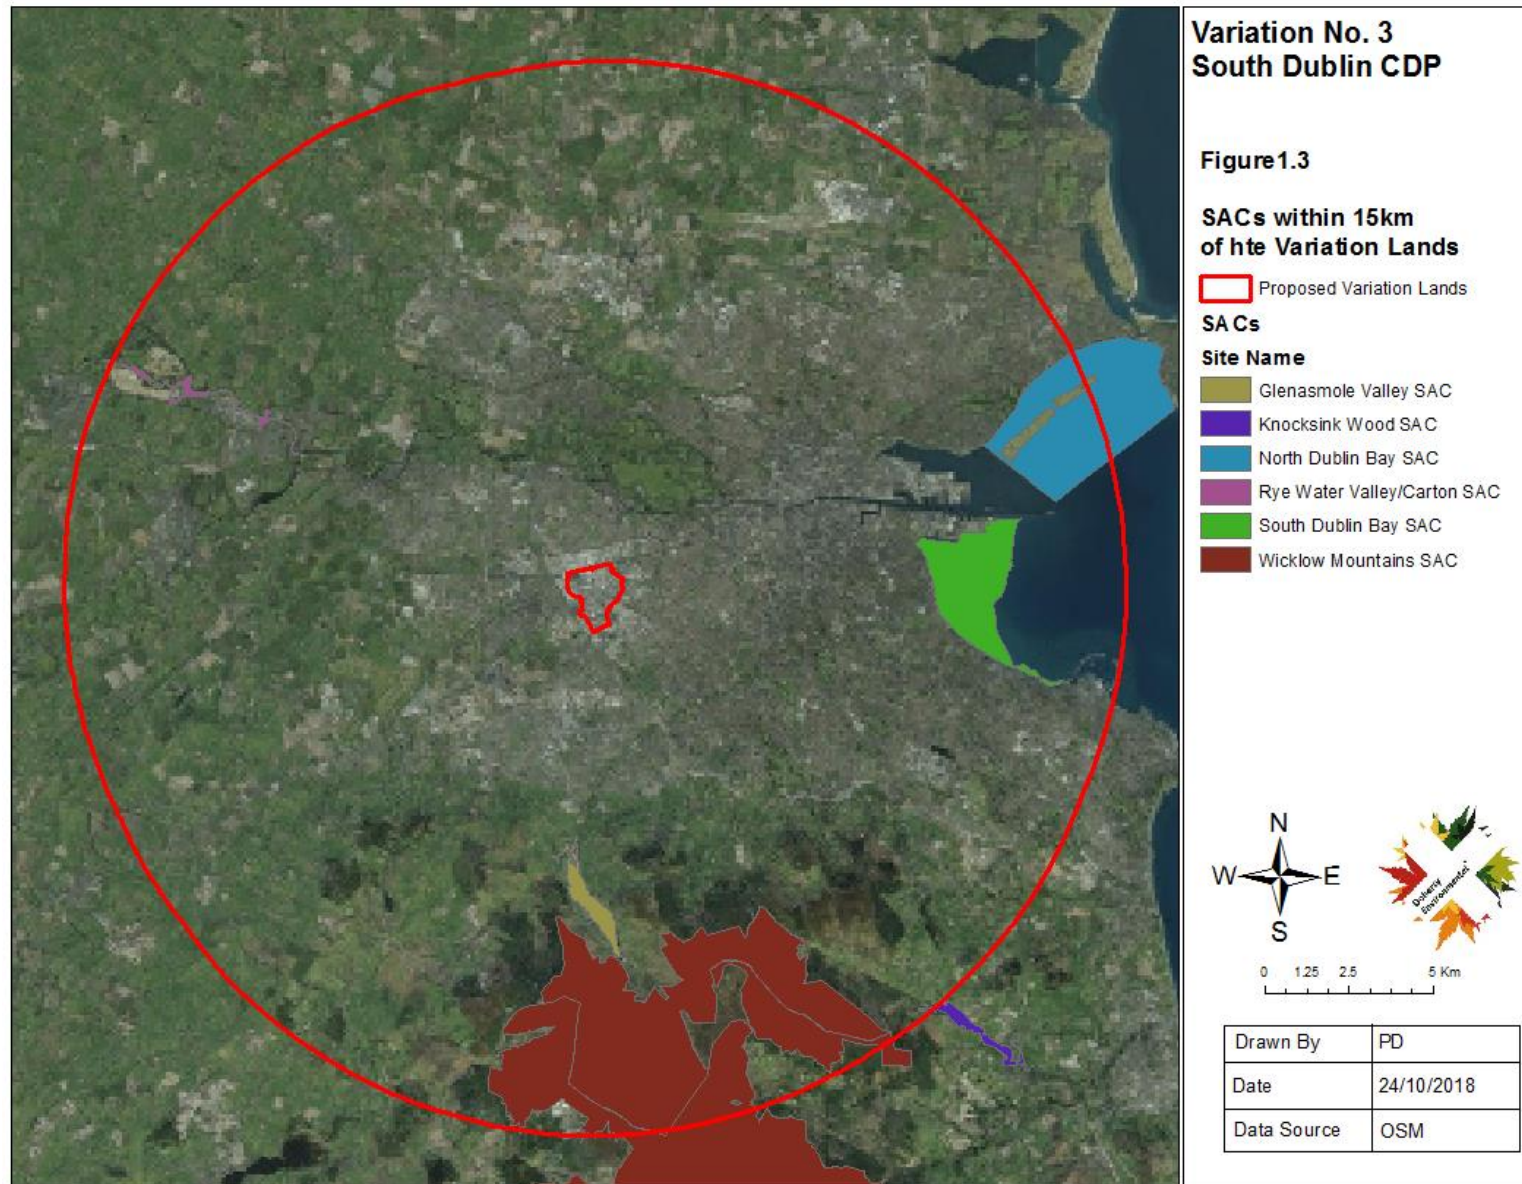 Variation No. 3
South Dublin CDP
Figure1.3
SACs within 15km
of hte Variation Lands
Proposed Variation Lands
SACs
Site Name
Glenasmole Valley SAC
Knocksink Wood SAC
North Dublin Bay SAC
Rye Water Valley/Carton SAC
South Dublin Bay SAC
Wicklow Mountains SAC
N
W E
S
Doherty
Environmental
0 1.25 2.5 5 Km
Drawn By PD
Date 24/10/2018
Data Source OSM